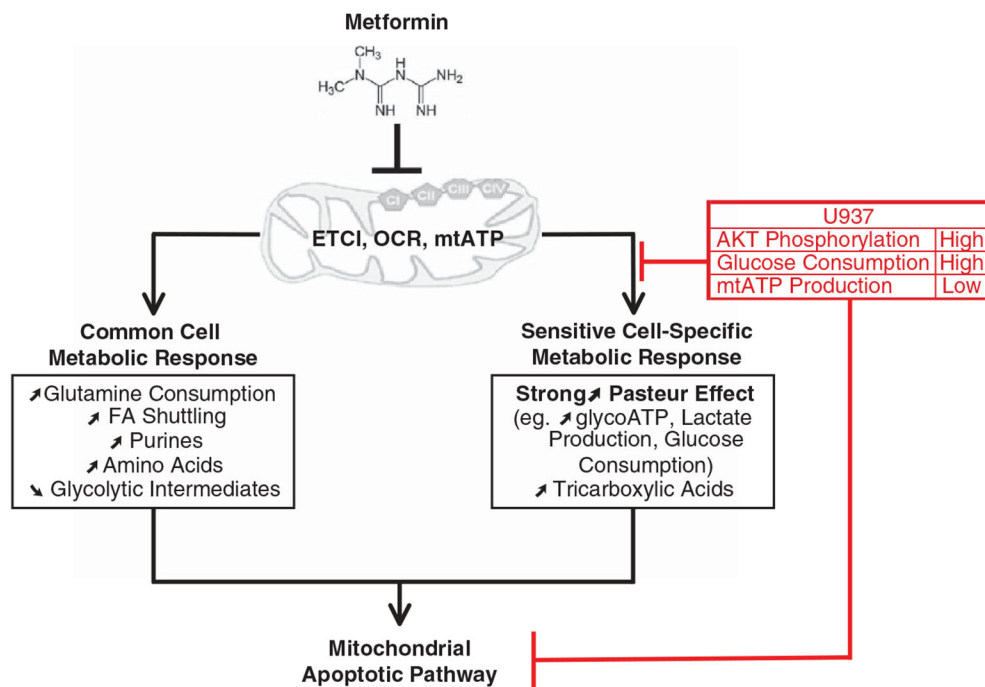 Metformin
CH₃
H₃C
N
NH
H
N
NH
NH₂
CI
CII
CIII
CIV
ETCI, OCR, mtATP
U937
AKT Phosphorylation High
Glucose Consumption High
mtATP Production Low
Common Cell
Metabolic Response
↗Glutamine Consumption
↗ FA Shuttling
↗ Purines
↗ Amino Acids
↘ Glycolytic Intermediates
Sensitive Cell-Specific
Metabolic Response
Strong↗ Pasteur Effect
(eg. ↗glycoATP, Lactate
Production, Glucose
Consumption)
↗ Tricarboxylic Acids
Mitochondrial
Apoptotic Pathway